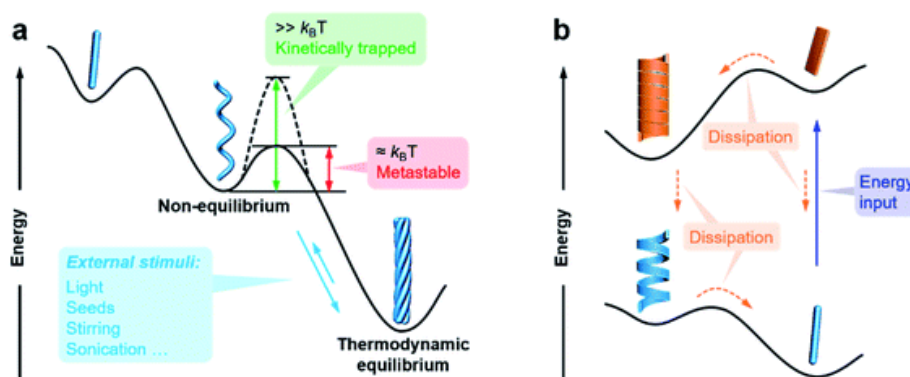 a
>> kBT
Kinetically trapped
≈ kBT
Metastable
Non-equilibrium
Energy
External stimuli:
Light
Seeds
Stirring
Sonication ...
Thermodynamic
equilibrium
b
Dissipation
Energy
input
Dissipation
Energy